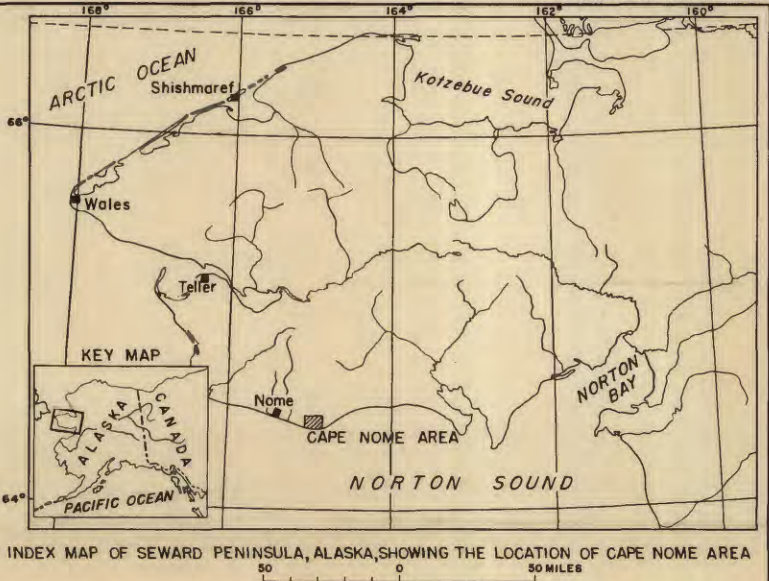 168° 166° 164° 162° 160°
ARCTIC OCEAN
Shishmaref
Kotzebue Sound
66°
Wales
Teller
KEY MAP
ALASKA
CANADA
PACIFIC OCEAN
Nome
CAPE NOME AREA
NORTON
BAY
64°
NORTON SOUND
INDEX MAP OF SEWARD PENINSULA, ALASKA, SHOWING THE LOCATION OF CAPE NOME AREA
50 0 50 MILES